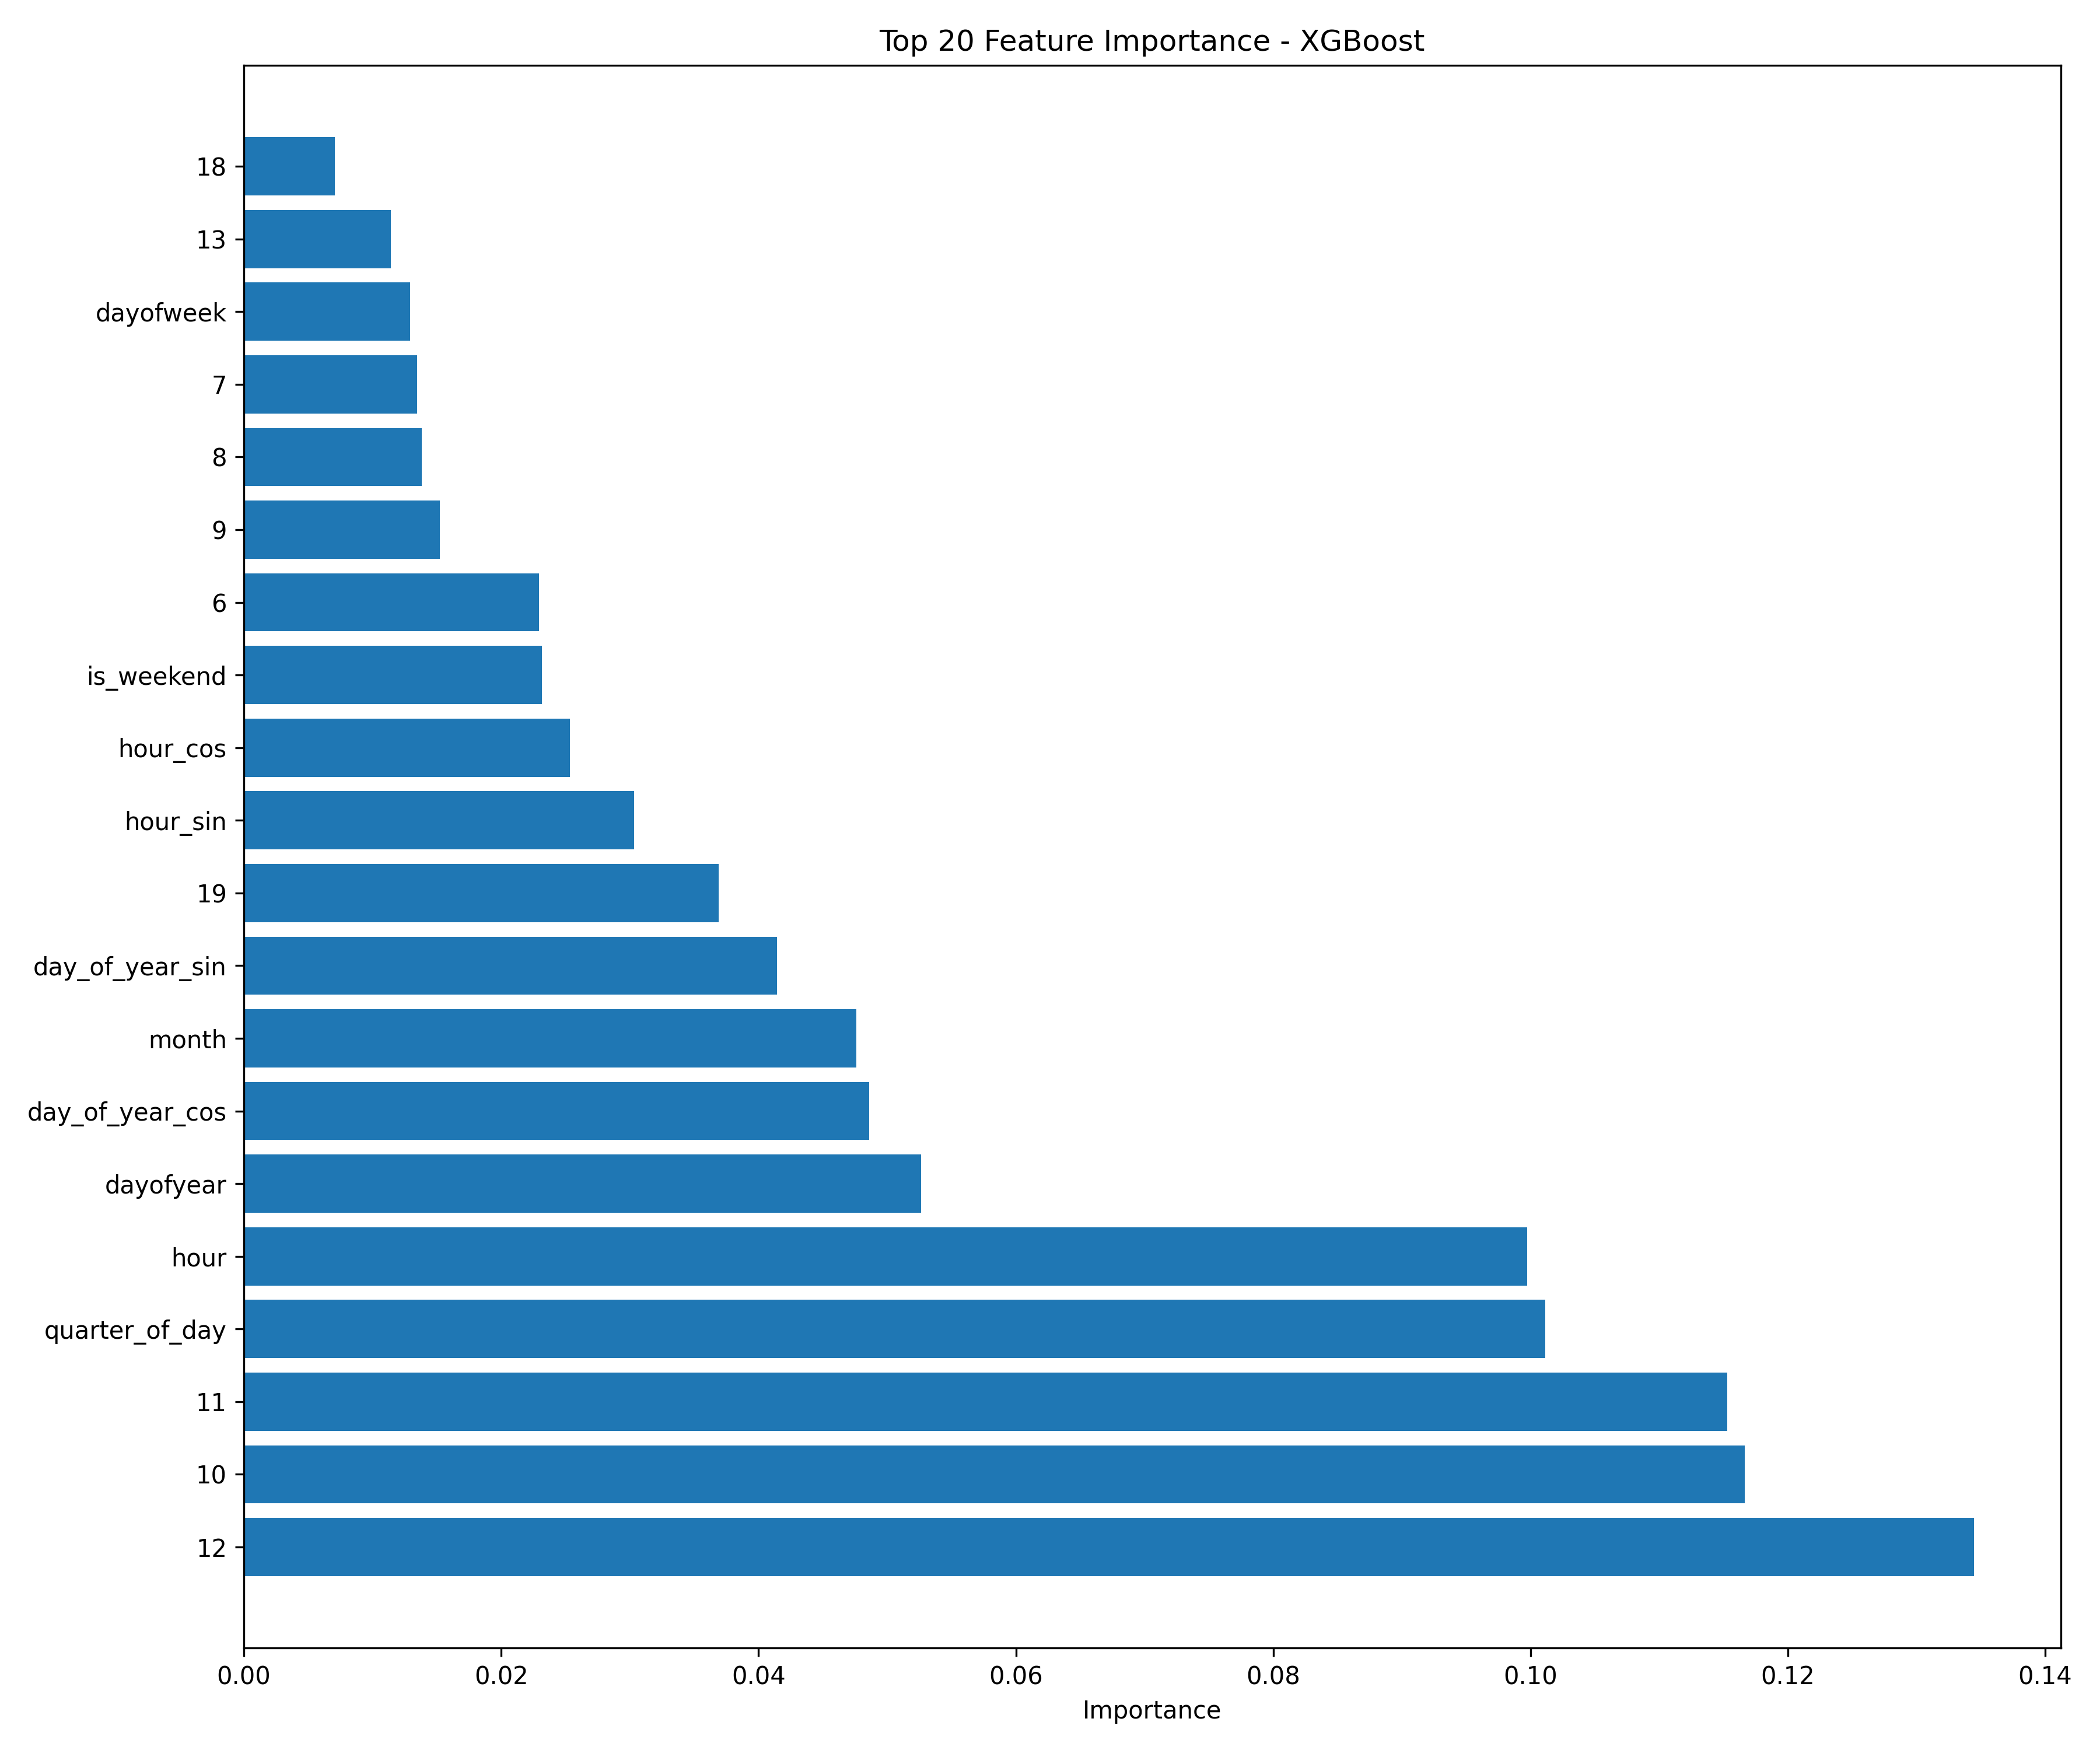 Top 20 Feature Importance - XGBoost
18
13
dayofweek
7
8
9
6
is_weekend
hour_cos
hour_sin
19
day_of_year_sin
month
day_of_year_cos
dayofyear
hour
quarter_of_day
11
10
12
0.00 0.02 0.04 0.06 0.08 0.10 0.12 0.14
Importance